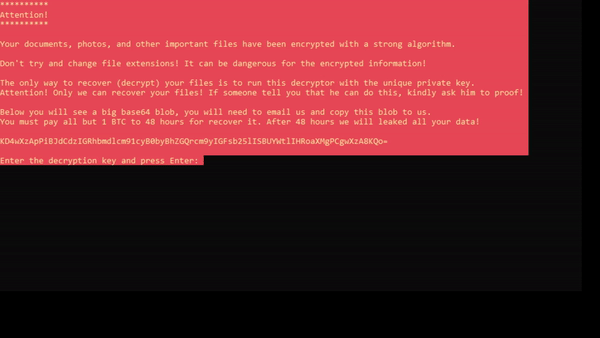 **********
Attention!
**********
Your documents, photos, and other important files have been encrypted with a strong algorithm.
Don't try and change file extensions! It can be dangerous for the encrypted information!
The only way to recover (decrypt) your files is to run this decryptor with the unique private key.
Attention! Only we can recover your files! If someone tell you that he can do this, kindly ask him to proof!
Below you will see a big base64 blob, you will need to email us and copy this blob to us.
You must pay all but 1 BTC to 48 hours for recover it. After 48 hours we will leaked all your data!
Enter the decryption key and press Enter: